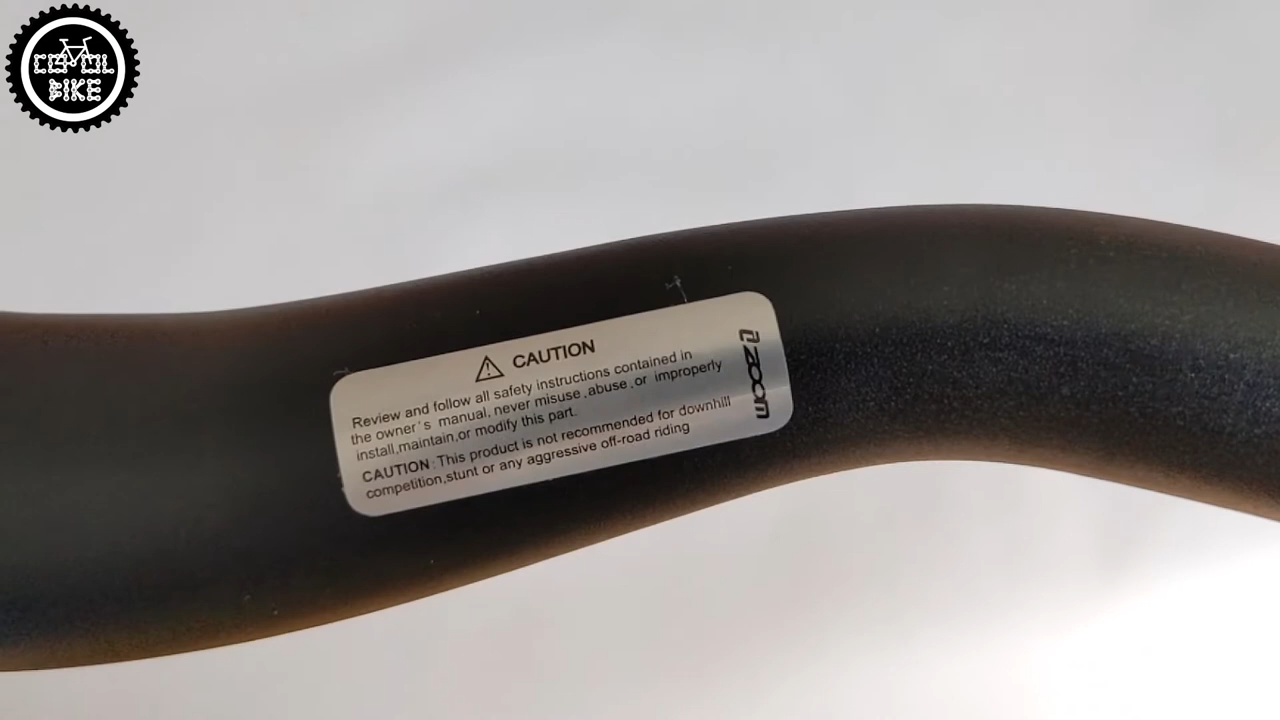 BIKE
CAUTION
Review and follow all safety instructions contained in
the owner's manual, never misuse ,abuse ,or improperly
install,maintain,or modify this part.
CAUTION : This product is not recommended for downhill
competition,stunt or any aggressive off-road riding
ZOOM